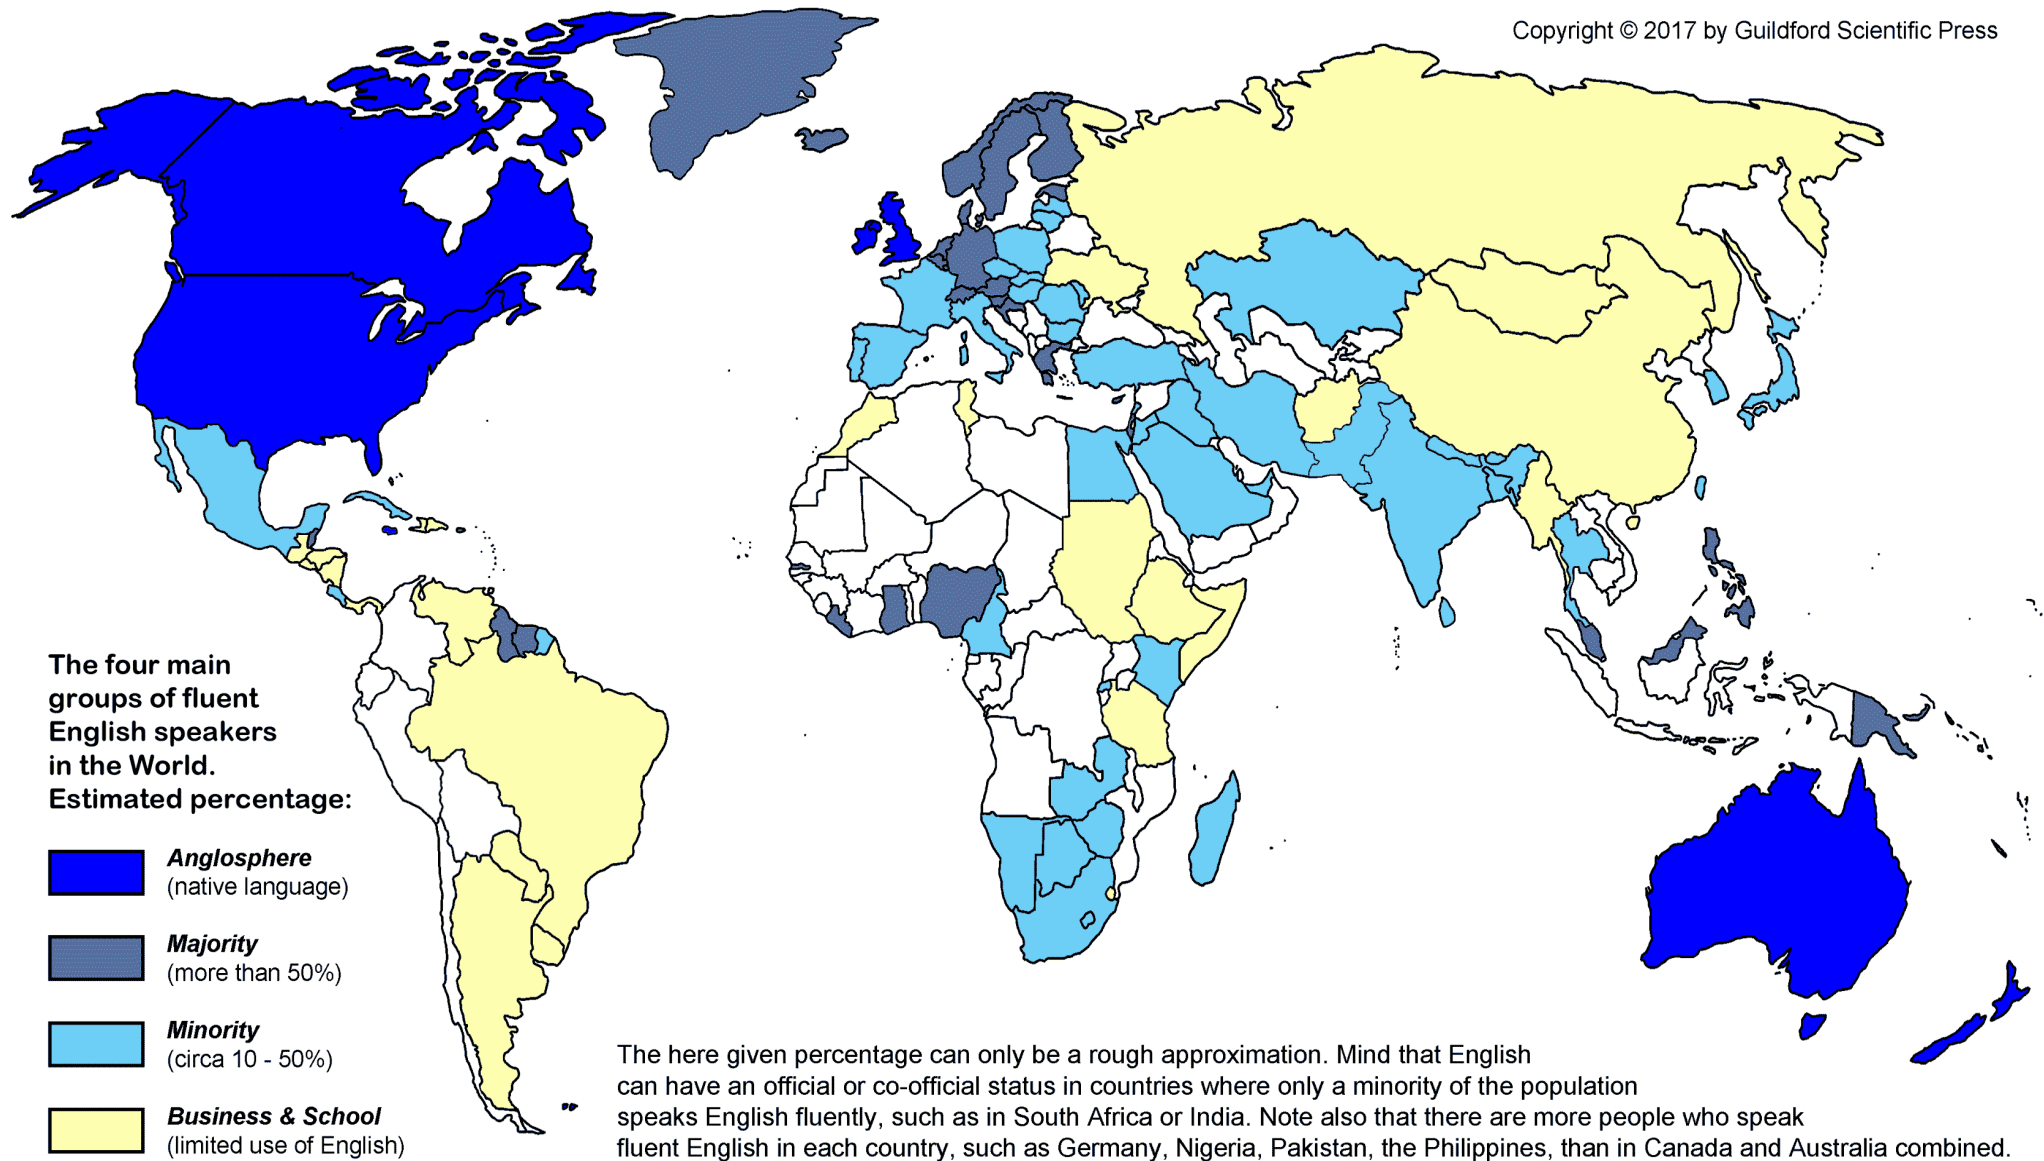 Copyright © 2017 by Guildford Scientific Press
The four main
groups of fluent
English speakers
in the World.
Estimated percentage:
Anglosphere
(native language)
Majority
(more than 50%)
Minority
(circa 10 - 50%)
Business & School
(limited use of English)
The here given percentage can only be a rough approximation. Mind that English
can have an official or co-official status in countries where only a minority of the population
speaks English fluently, such as in South Africa or India. Note also that there are more people who speak
fluent English in each country, such as Germany, Nigeria, Pakistan, the Philippines, than in Canada and Australia combined.